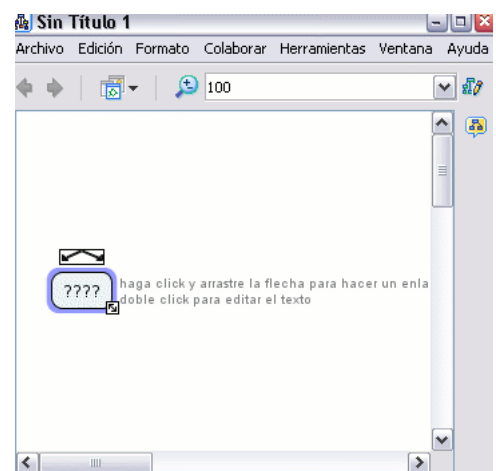 Sin Título 1
Archivo Edición Formato Colaborar Herramientas Ventana Ayuda
100
haga click y arrastre la flecha para hacer un enla
???? 
doble click para editar el texto